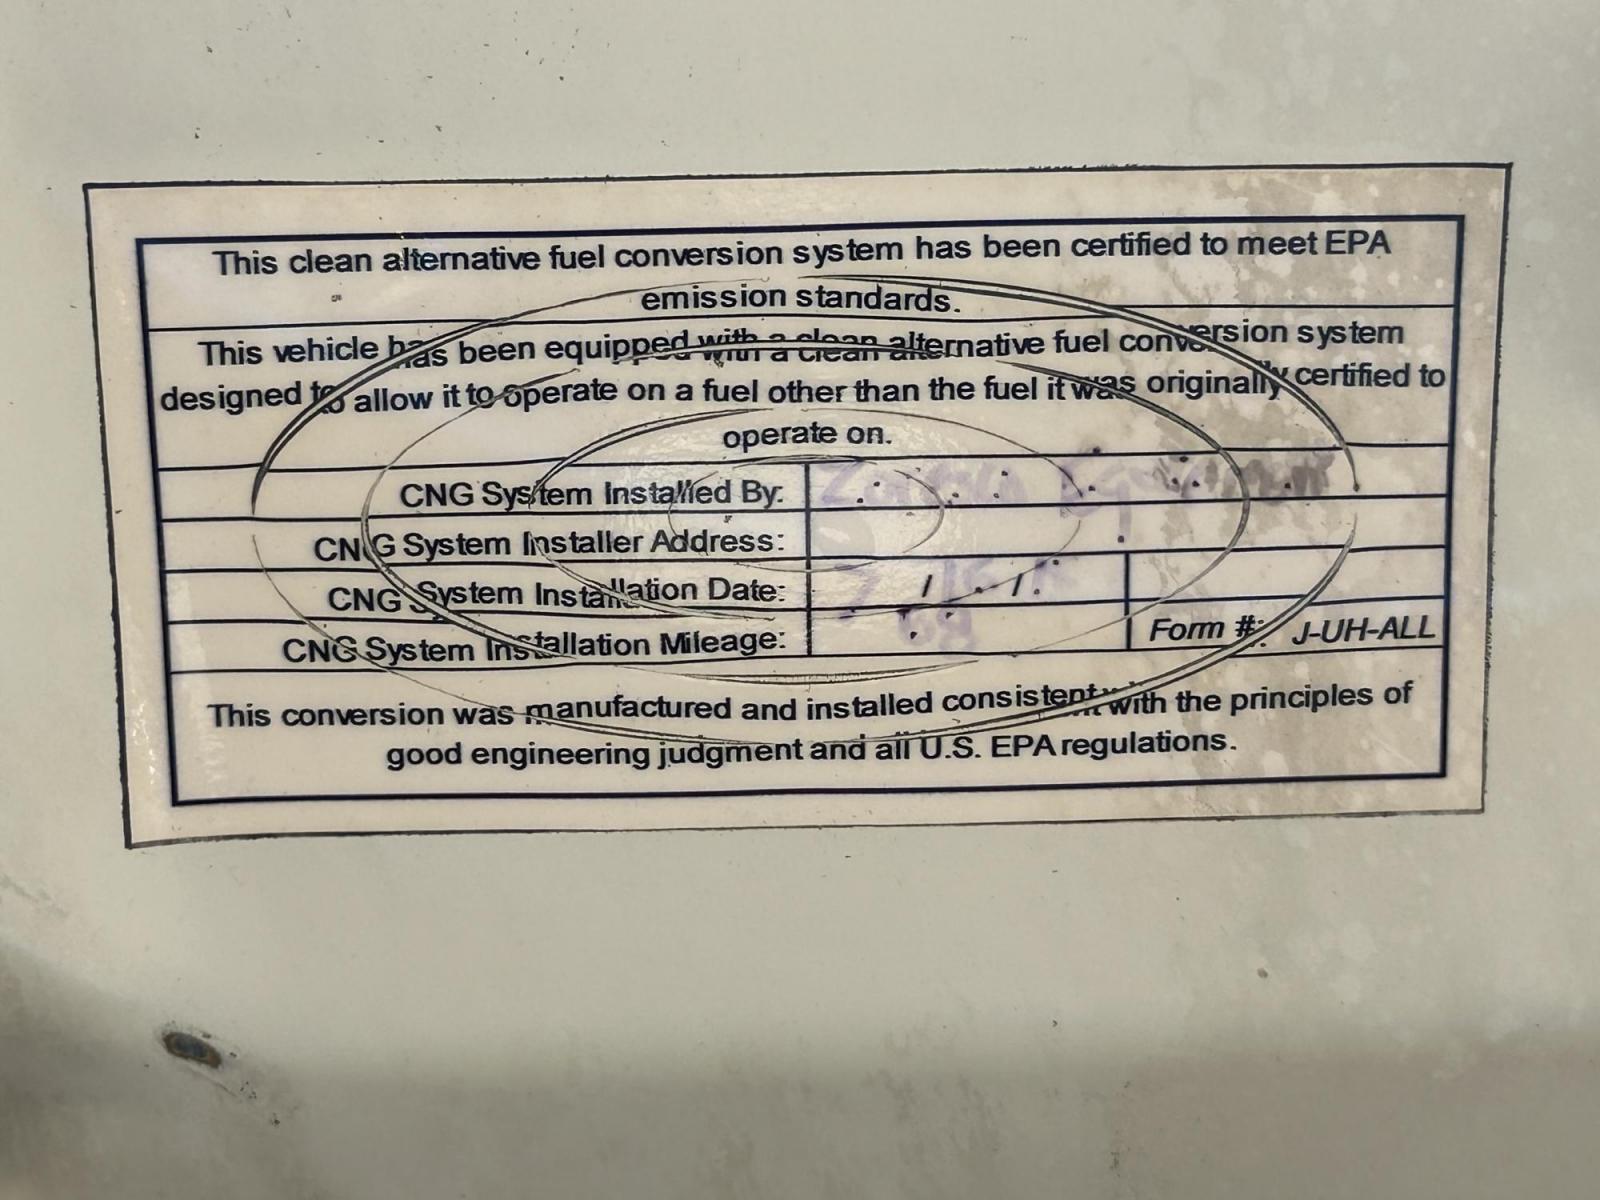 This clean alternative fuel conversion system has been certified to meet EPA
emission standards.
This vehicle has been equipped with a clean alternative fuel conversion system
designed to allow it to operate on a fuel other than the fuel it was originally certified to
operate on.
CNG System Installed By:
CNG System Installer Address:
CNG System Installation Date: / /
CNG System Installation Mileage: Form #: J-UH-ALL
This conversion was manufactured and installed consistent with the principles of
good engineering judgment and all U.S. EPA regulations.